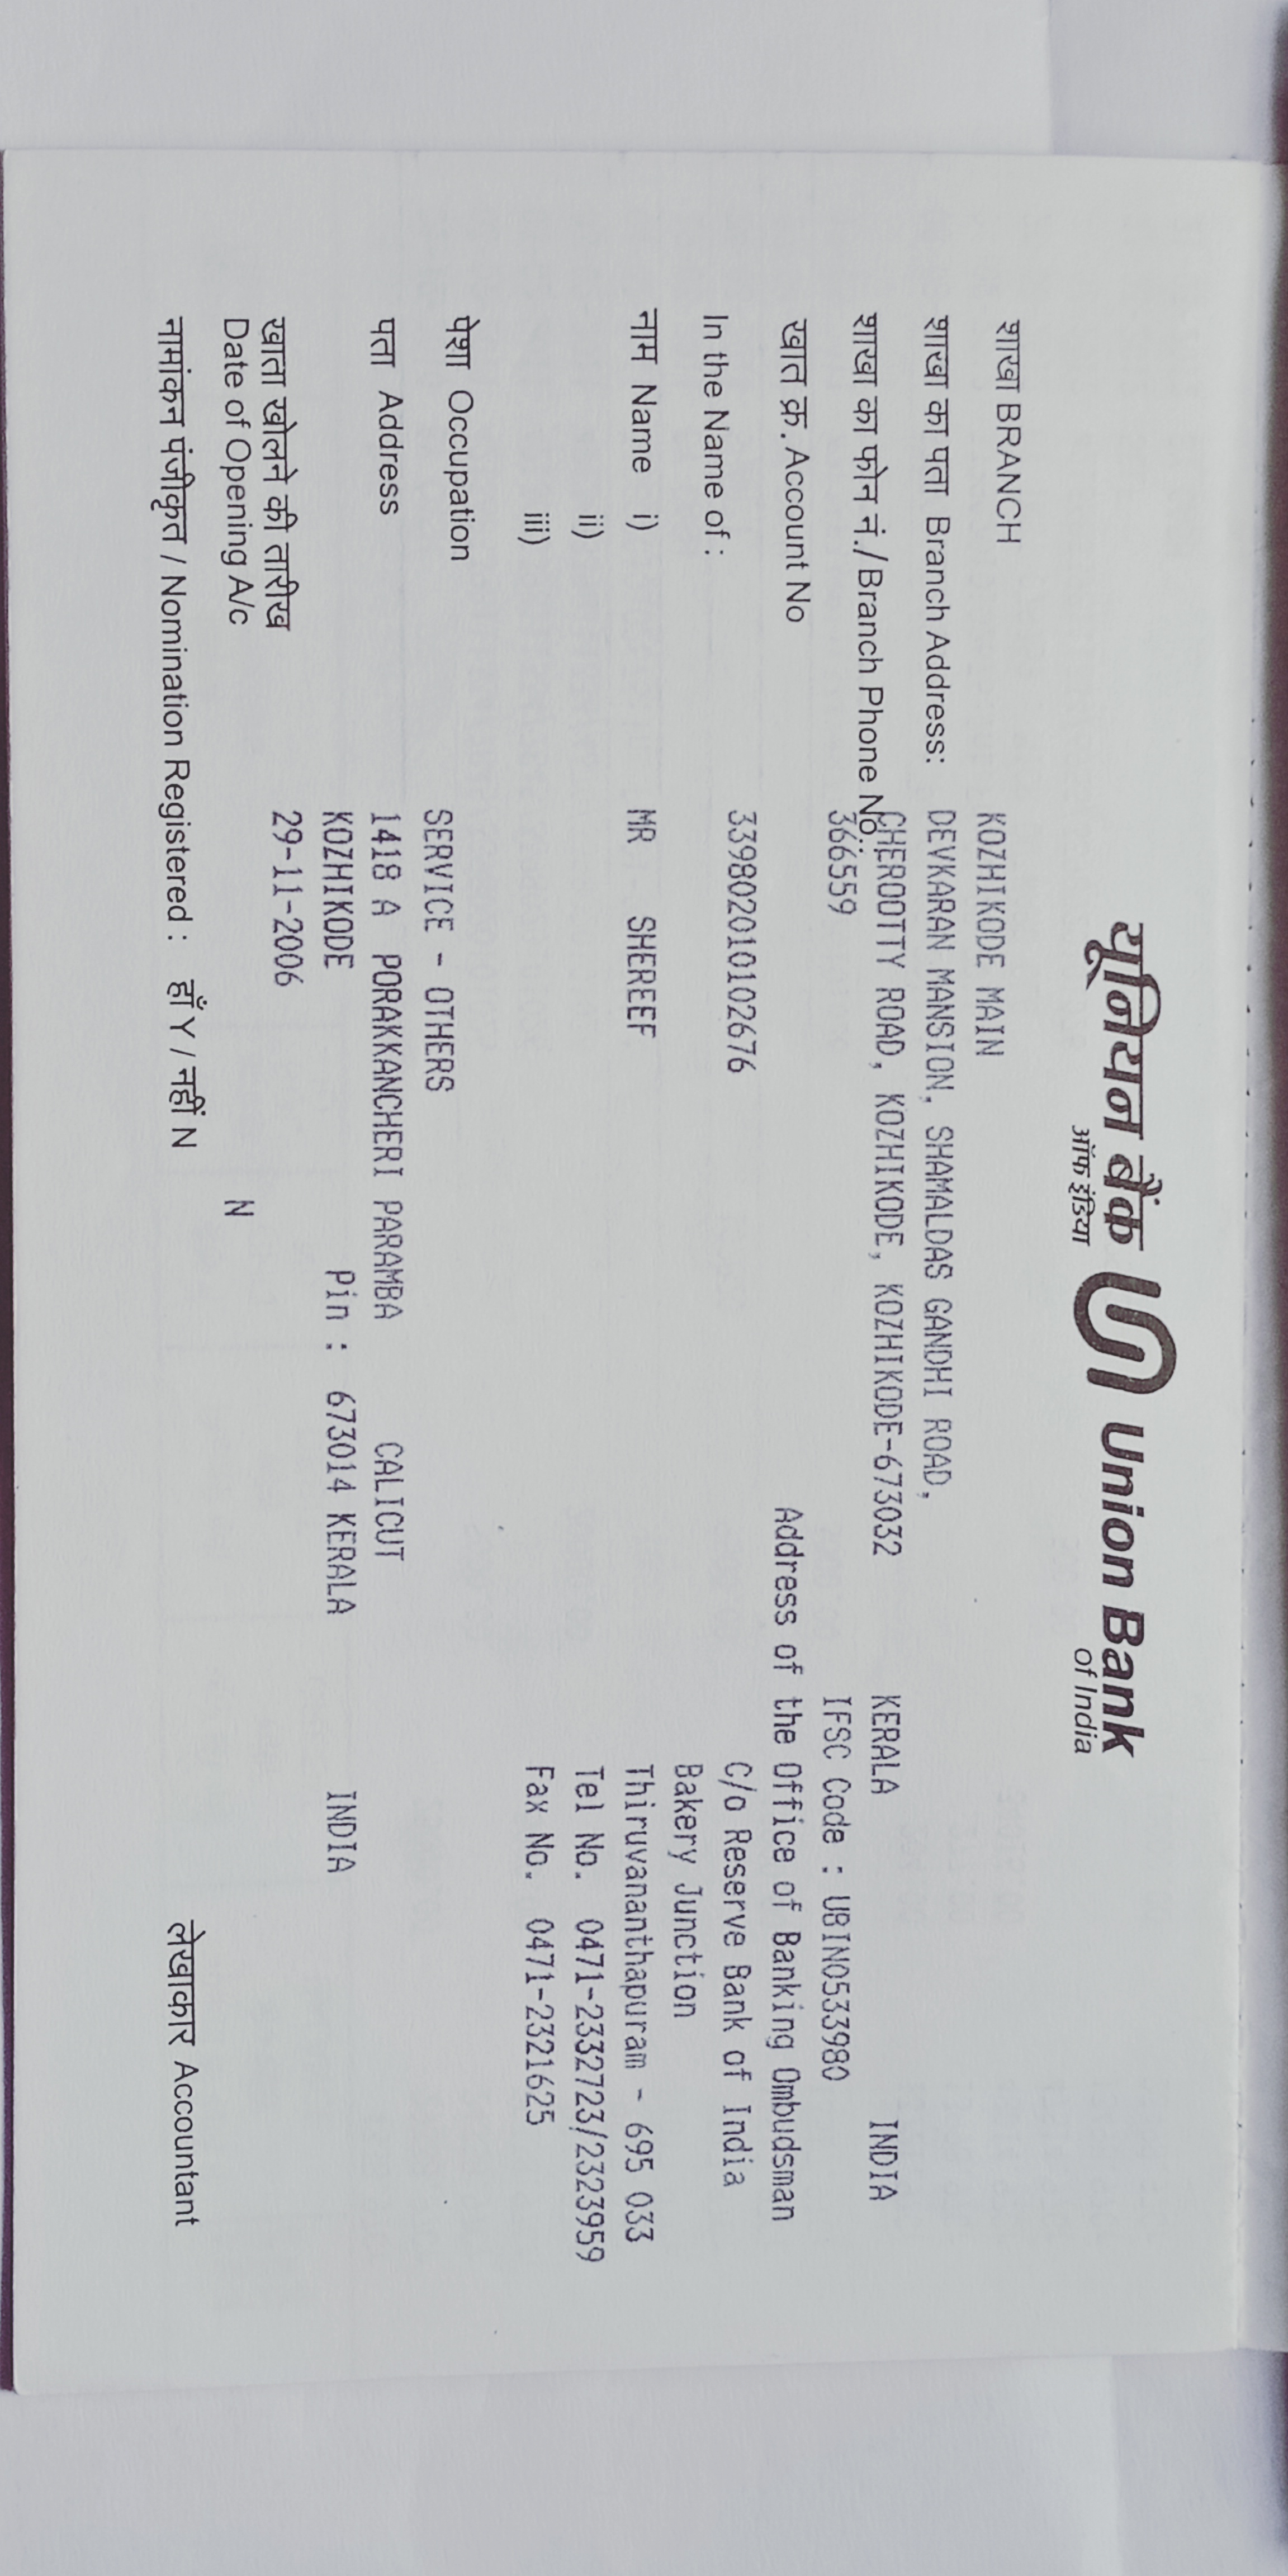 यूनियन बैंक Union Bank
ऑफ इंडिया of India
शाखा BRANCH KOZHIKODE MAIN
शाखा का पता Branch Address: DEVKARAN MANSION, SHAMALDAS GANDHI ROAD,
CHEROOTTY ROAD, KOZHIKODE, KOZHIKODE-673032 KERALA INDIA
शाखा का फोन नं./ Branch Phone No.: 366559 IFSC Code : UBIN0533980
खात क्र. Account No Address of the Office of Banking Ombudsman
339802010102676 C/o Reserve Bank of India
In the Name of : Bakery Junction
नाम Name i) MR SHEREEF Thiruvananthapuram - 695 033
ii) Tel No. 0471-2332723/2323959
iii) Fax No. 0471-2321625
पेशा Occupation SERVICE - OTHERS
पता Address 1418 A PORAKKANCHERI PARAMBA CALICUT
KOZHIKODE Pin : 673014 KERALA INDIA
खाता खोलने की तारीख 29-11-2006
Date of Opening A/c N
नामांकन पंजीकृत / Nomination Registered : हाँ Y / नहीं N लेखाकार Accountant